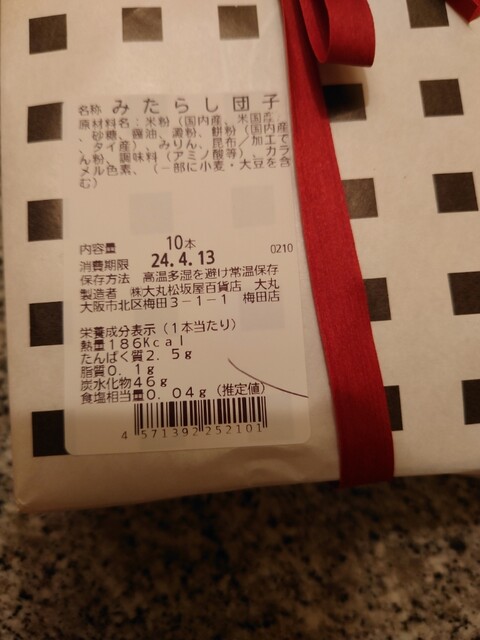 名称 みたらし団子
原材料名：米粉（国内産、米国産）
、砂糖、醤油、澱粉、餅粉（国内産
、タイ産）、みりん、昆布／加工で
ん粉、調味料（アミノ酸等）、カラ
メル色素、（一部に小麦・大豆を含
む）
内容量 10本
消費期限 24.4.13 0210
保存方法 高温多湿を避け常温保存
製造者 ㈱大丸松坂屋百貨店 大丸
大阪市北区梅田３－１－１ 梅田店
栄養成分表示（１本当たり）
熱量186Kcal
たんぱく質2.5g
脂質0.1g
炭水化物46g
食塩相当量0.04g（推定値）
4 571392 252101